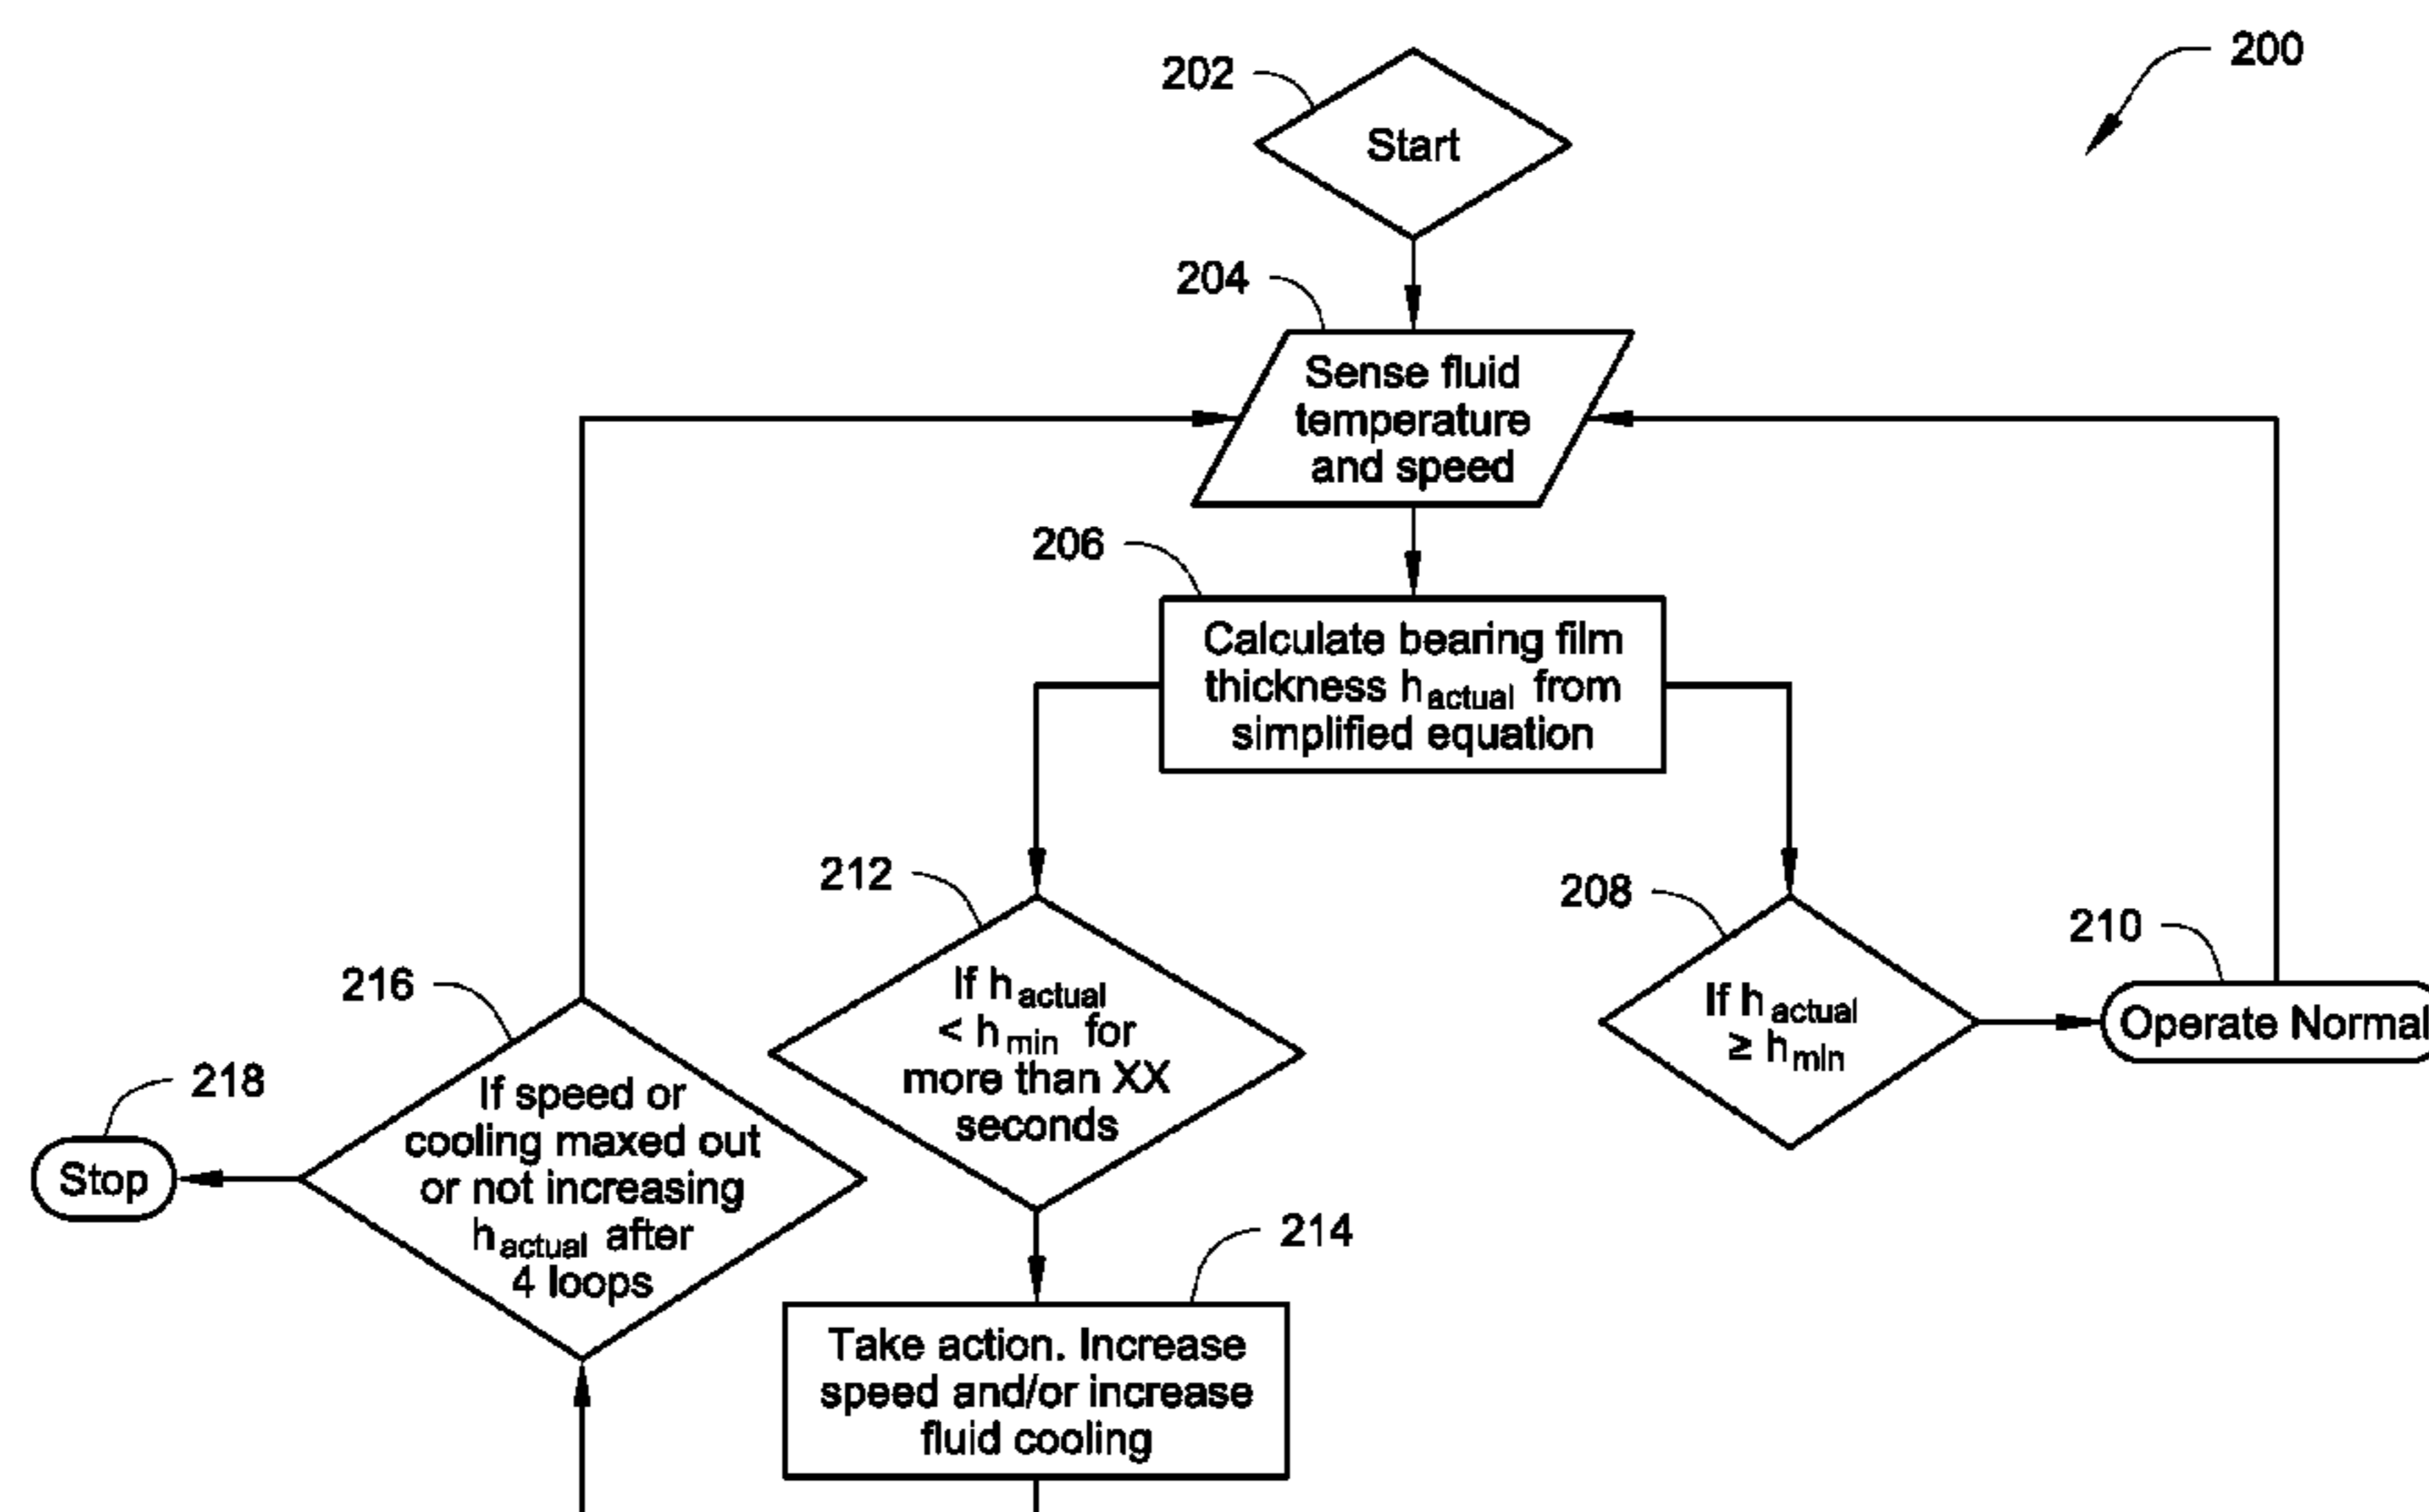 200
202
Start
204
Sense fluid
temperature
and speed
206
Calculate bearing film
thickness hactual from
simplified equation
212
If hactual
< hmin for
more than XX
seconds
208
If hactual
≥ hmin
210
Operate Normal
216
If speed or
cooling maxed out
or not increasing
hactual after
4 loops
218
Stop
214
Take action. Increase
speed and/or increase
fluid cooling